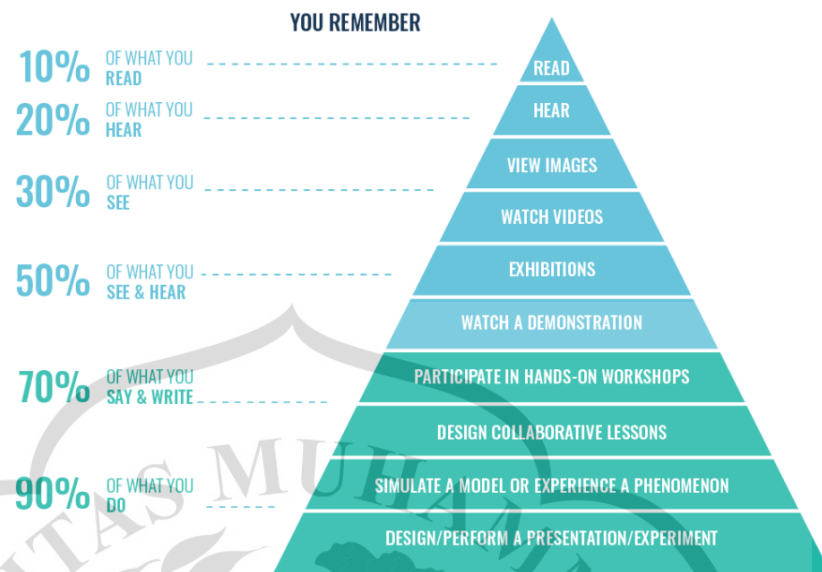 YOU REMEMBER
10% OF WHAT YOU
READ
20% OF WHAT YOU
HEAR
30% OF WHAT YOU
SEE
50% OF WHAT YOU
SEE & HEAR
70% OF WHAT YOU
SAY & WRITE
90% OF WHAT YOU
DO
READ
HEAR
VIEW IMAGES
WATCH VIDEOS
EXHIBITIONS
WATCH A DEMONSTRATION
PARTICIPATE IN HANDS-ON WORKSHOPS
DESIGN COLLABORATIVE LESSONS
SIMULATE A MODEL OR EXPERIENCE A PHENOMENON
DESIGN/PERFORM A PRESENTATION/EXPERIMENT
ITAS MUHAMM